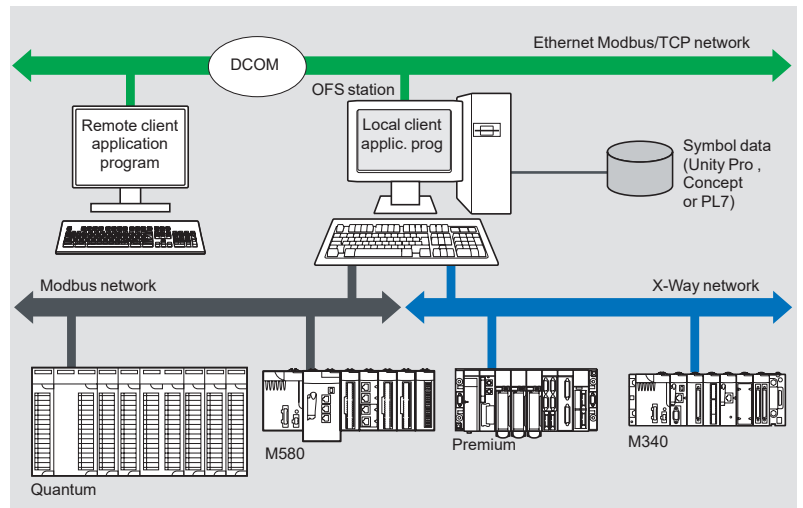 Ethernet Modbus/TCP network
DCOM
OFS station
Remote client
application
program
Local client
applic. prog
Symbol data
(Unity Pro ,
Concept
or PL7)
Modbus network
X-Way network
M580
Premium
M340
Quantum